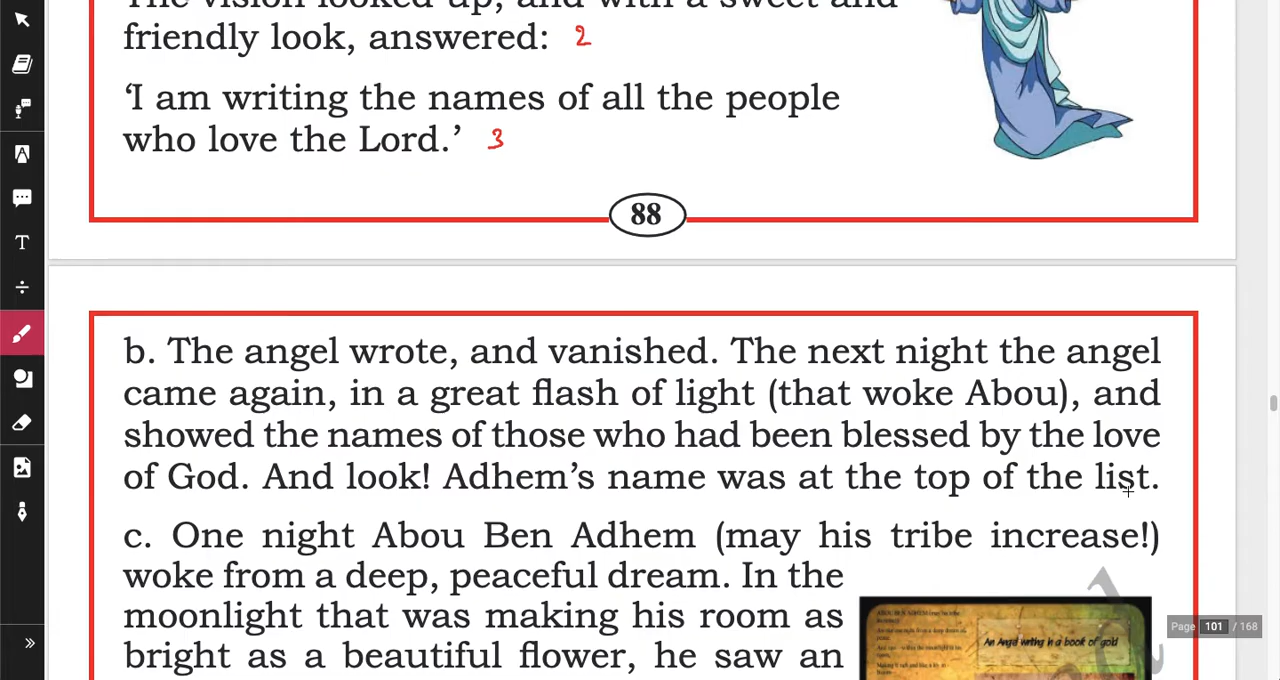 The vision looked up, and with a sweet and
friendly look, answered: 2
‘I am writing the names of all the people
who love the Lord.’ 3
88
b. The angel wrote, and vanished. The next night the angel
came again, in a great flash of light (that woke Abou), and
showed the names of those who had been blessed by the love
of God. And look! Adhem’s name was at the top of the list.
c. One night Abou Ben Adhem (may his tribe increase!)
woke from a deep, peaceful dream. In the
moonlight that was making his room as
bright as a beautiful flower, he saw an
An Angel writing in a book of gold
Page 101 / 168